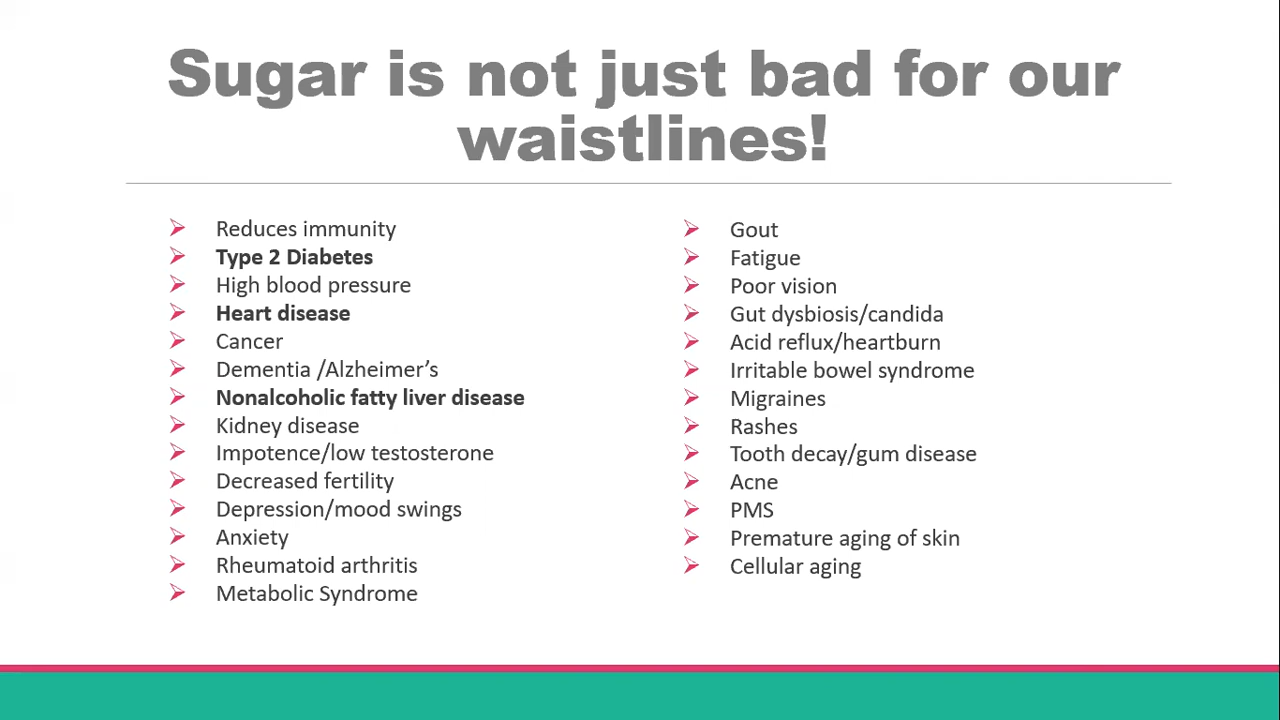 Sugar is not just bad for our
waistlines!
Reduces immunity
Type 2 Diabetes
High blood pressure
Heart disease
Cancer
Dementia /Alzheimer’s
Nonalcoholic fatty liver disease
Kidney disease
Impotence/low testosterone
Decreased fertility
Depression/mood swings
Anxiety
Rheumatoid arthritis
Metabolic Syndrome
Gout
Fatigue
Poor vision
Gut dysbiosis/candida
Acid reflux/heartburn
Irritable bowel syndrome
Migraines
Rashes
Tooth decay/gum disease
Acne
PMS
Premature aging of skin
Cellular aging